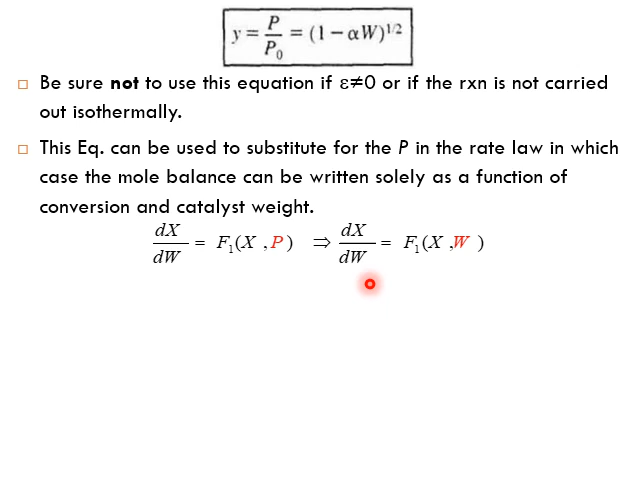 y = P/P₀ = (1 − αW)^1/2
Be sure not to use this equation if ε≠0 or if the rxn is not carried
out isothermally.
This Eq. can be used to substitute for the P in the rate law in which
case the mole balance can be written solely as a function of
conversion and catalyst weight.
dX/dW = F₁(X ,P) ⇒ dX/dW = F₁(X ,W )